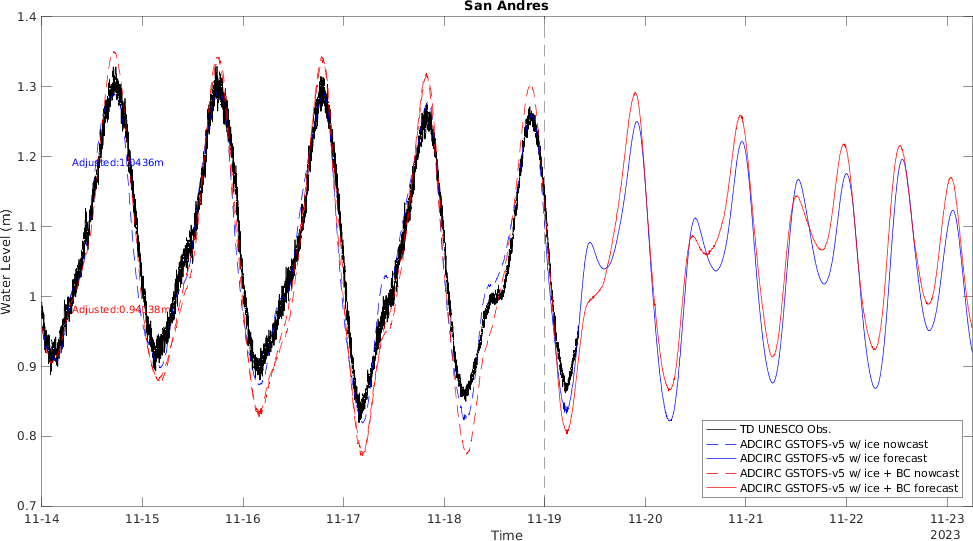 San Andres
1.4
1.3
1.2
1.1
1
0.9
0.8
0.7
Water Level (m)
Adjusted:1.0436m
TD UNESCO Obs.
ADCIRC GSTOFS-v5 w/ ice nowcast
ADCIRC GSTOFS-v5 w/ ice forecast
ADCIRC GSTOFS-v5 w/ ice + BC nowcast
ADCIRC GSTOFS-v5 w/ ice + BC forecast
11-14
11-15
11-16
11-17
11-18
11-19
11-20
11-21
11-22
11-23
Time
2023